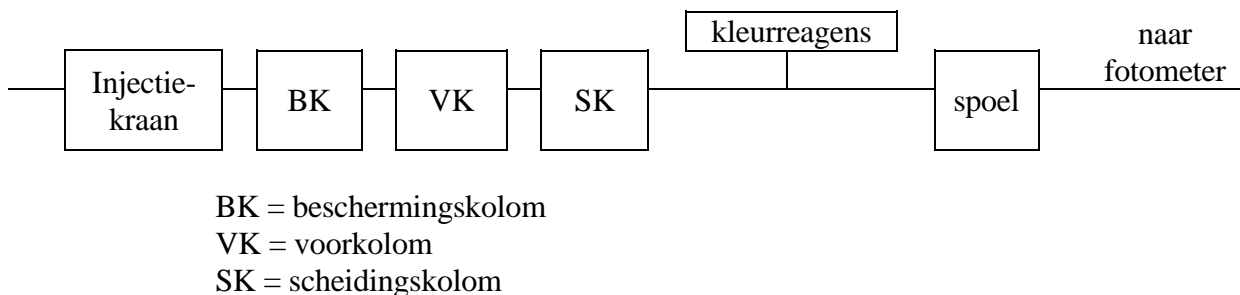 kleurreagens
naar
fotometer
Injectie-
kraan
BK
VK
SK
spoel
BK = beschermingskolom
VK = voorkolom
SK = scheidingskolom